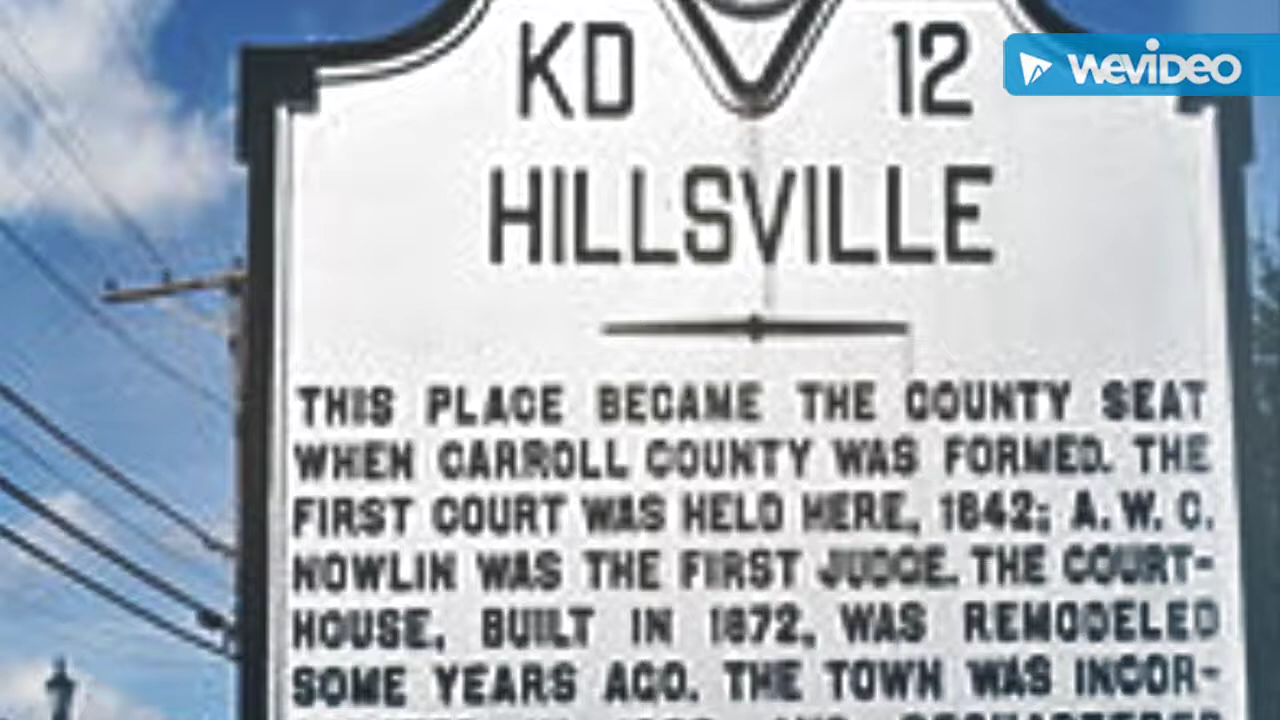 KD 12
wevideo
HILLSVILLE
THIS PLACE BECAME THE COUNTY SEAT
WHEN CARROLL COUNTY WAS FORMED. THE
FIRST COURT WAS HELD HERE, 1842; A. W. C.
NOWLIN WAS THE FIRST JUDGE. THE COURT-
HOUSE, BUILT IN 1872, WAS REMODELED
SOME YEARS AGO. THE TOWN WAS INCOR-